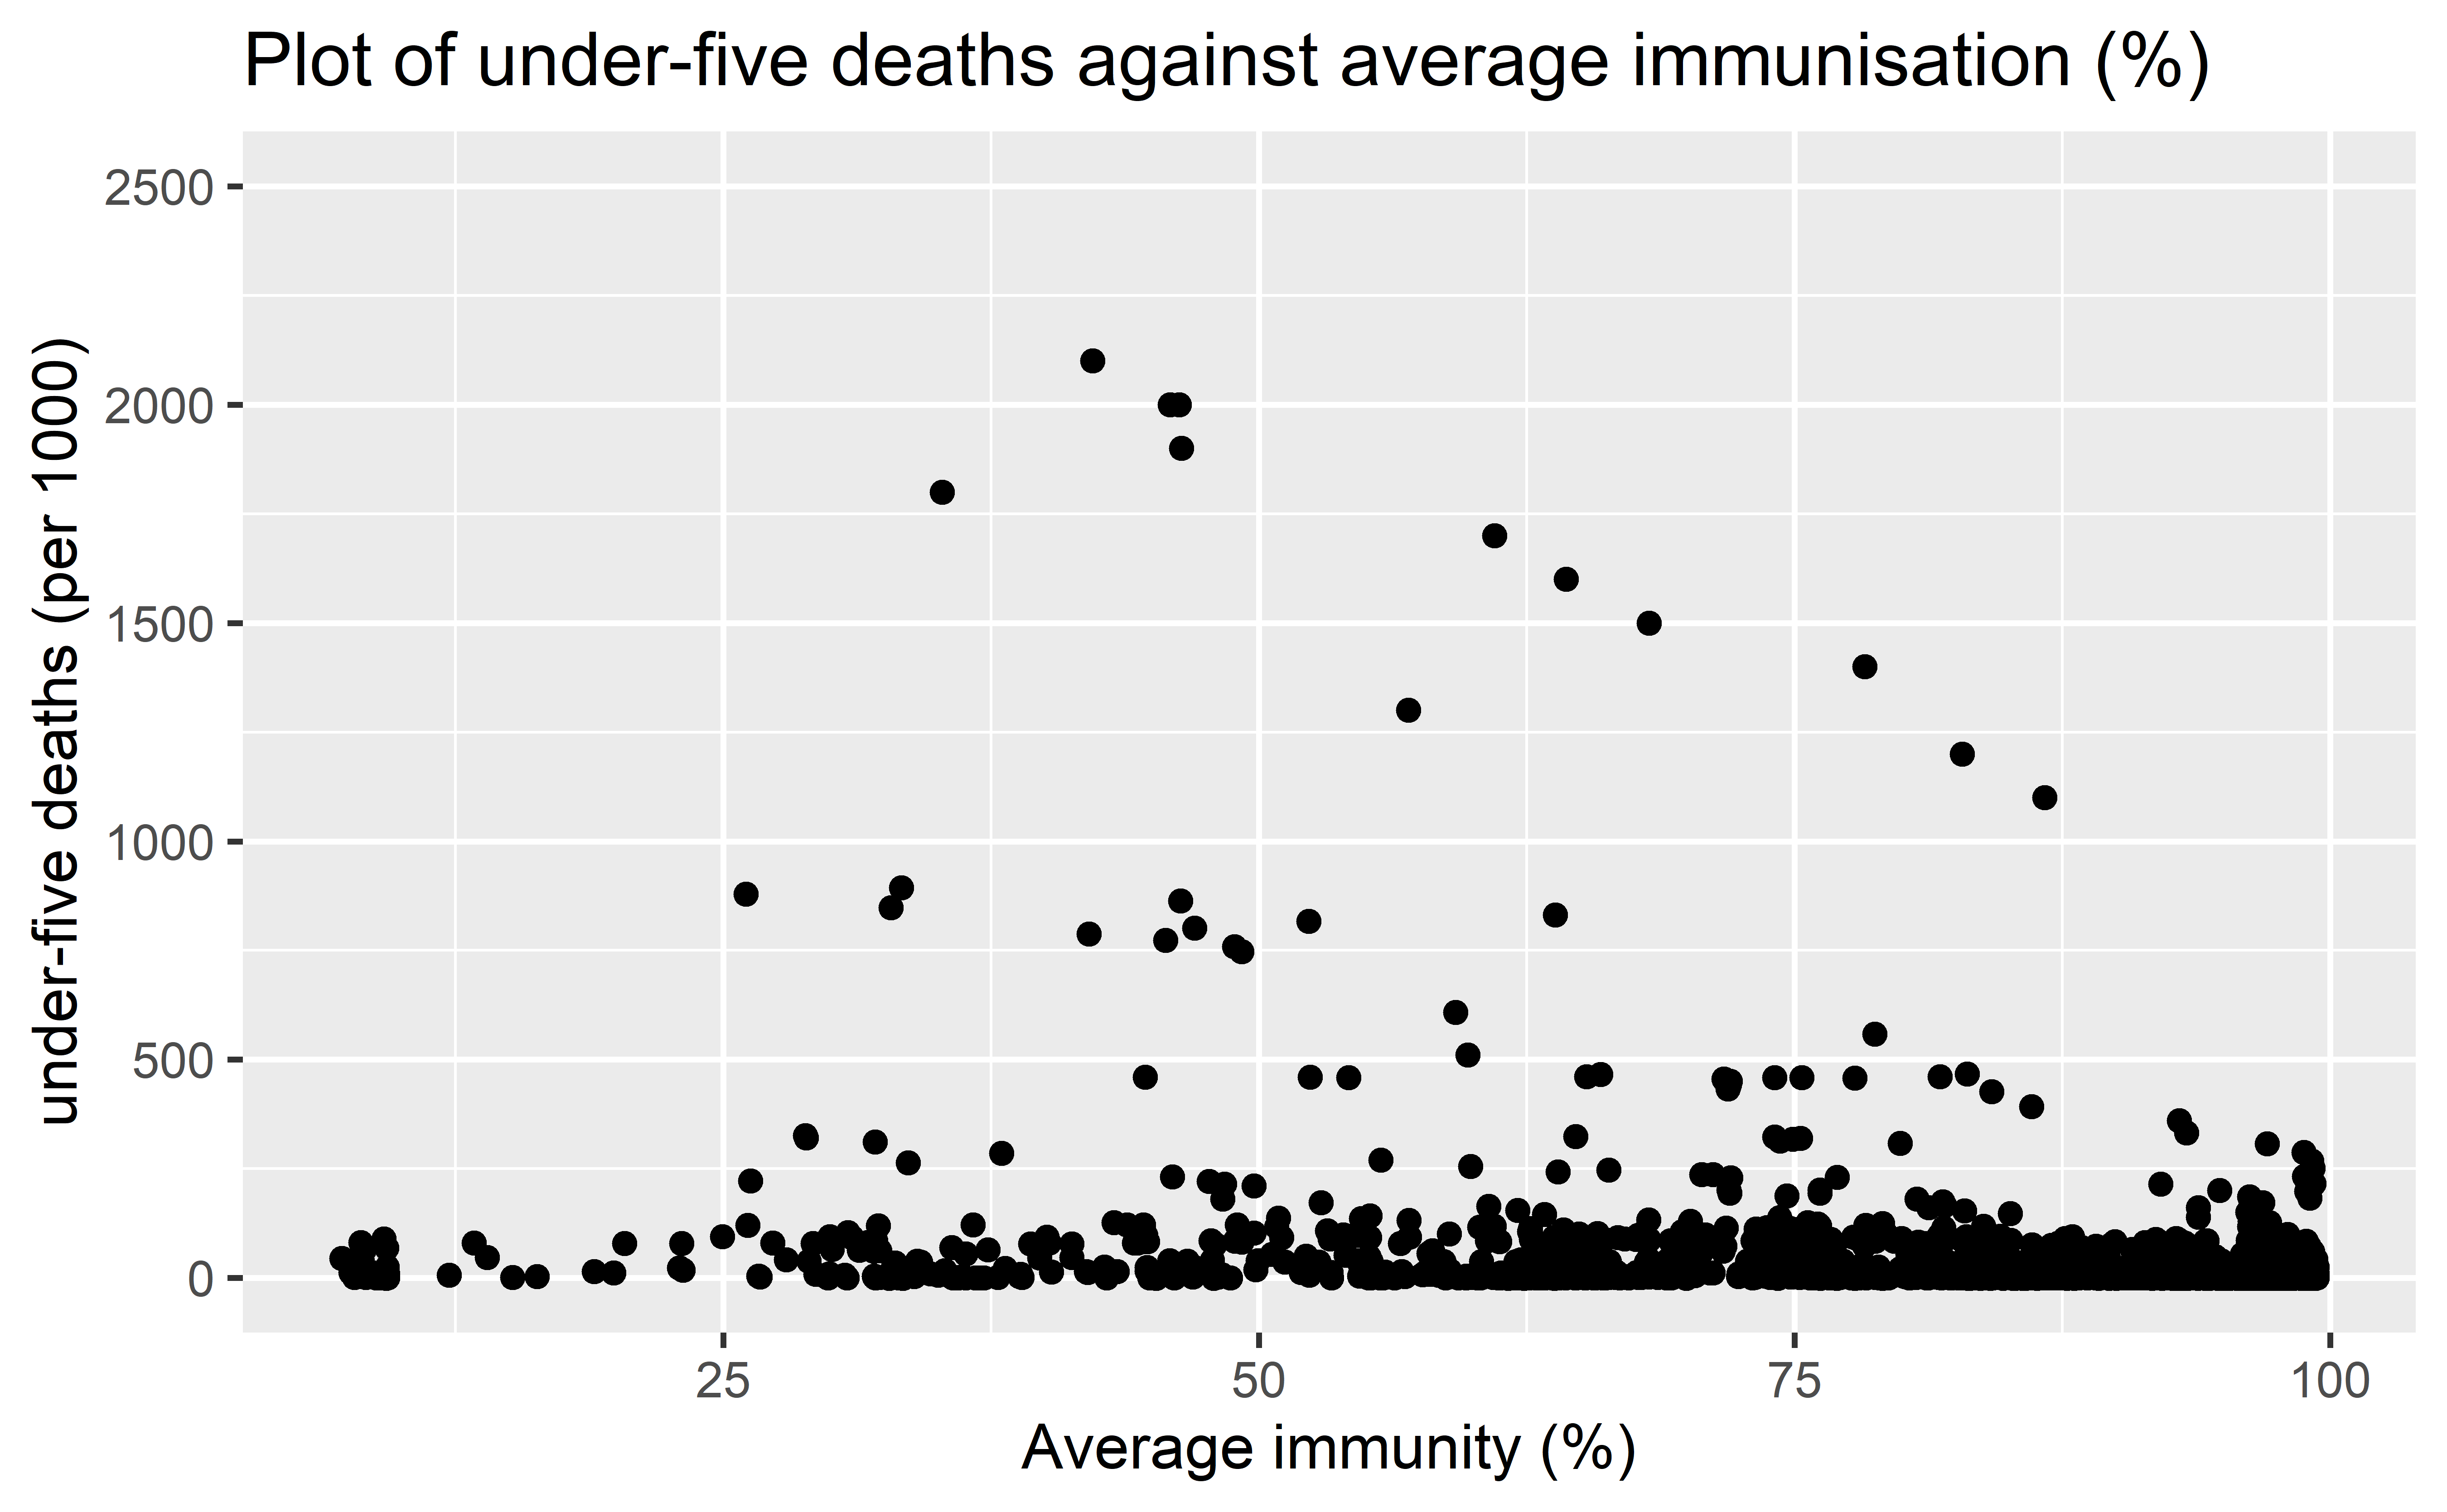 Plot of under-five deaths against average immunisation (%)
under-five deaths (per 1000)
2500
2000
1500
1000
500
0
25 50 75 100
Average immunity (%)